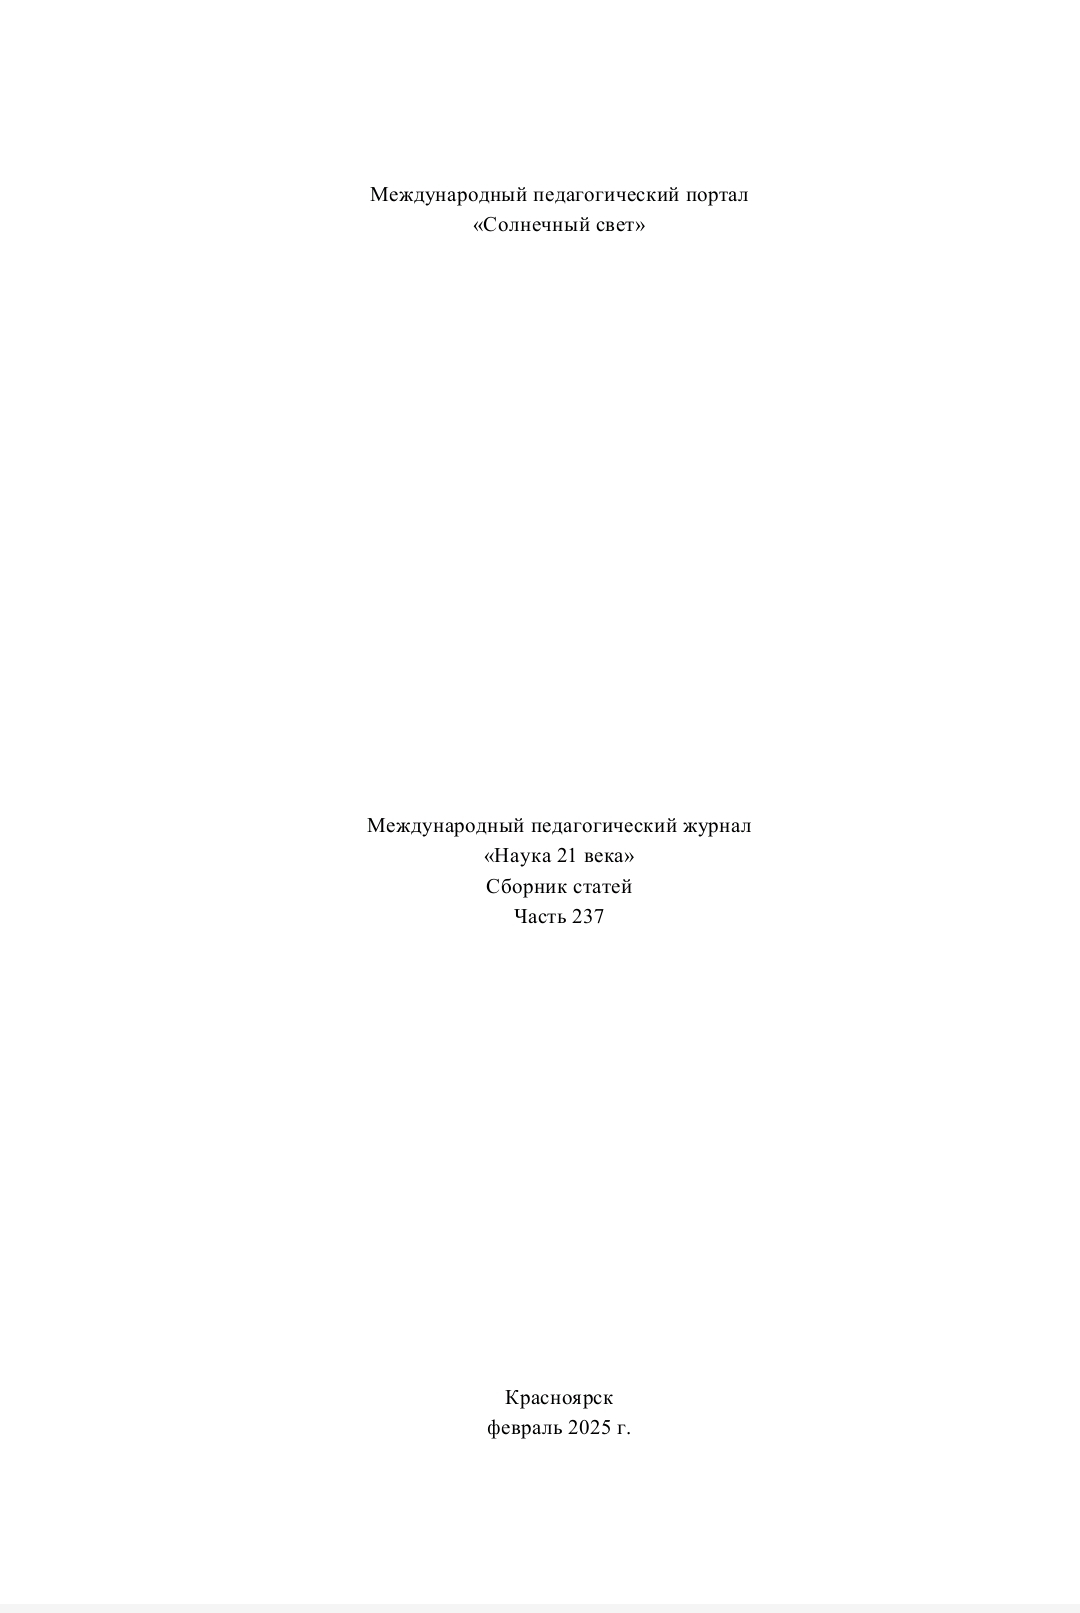 Международный педагогический портал
«Солнечный свет»
Международный педагогический журнал
«Наука 21 века»
Сборник статей
Часть 237
Красноярск
февраль 2025 г.